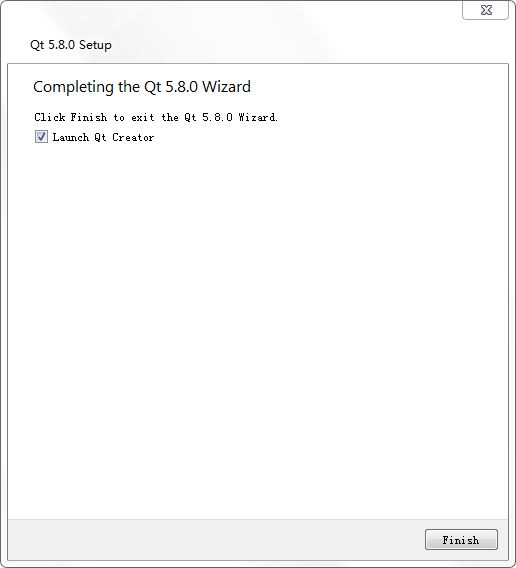 Qt 5.8.0 Setup
Completing the Qt 5.8.0 Wizard
Click Finish to exit the Qt 5.8.0 Wizard.
Launch Qt Creator
Finish